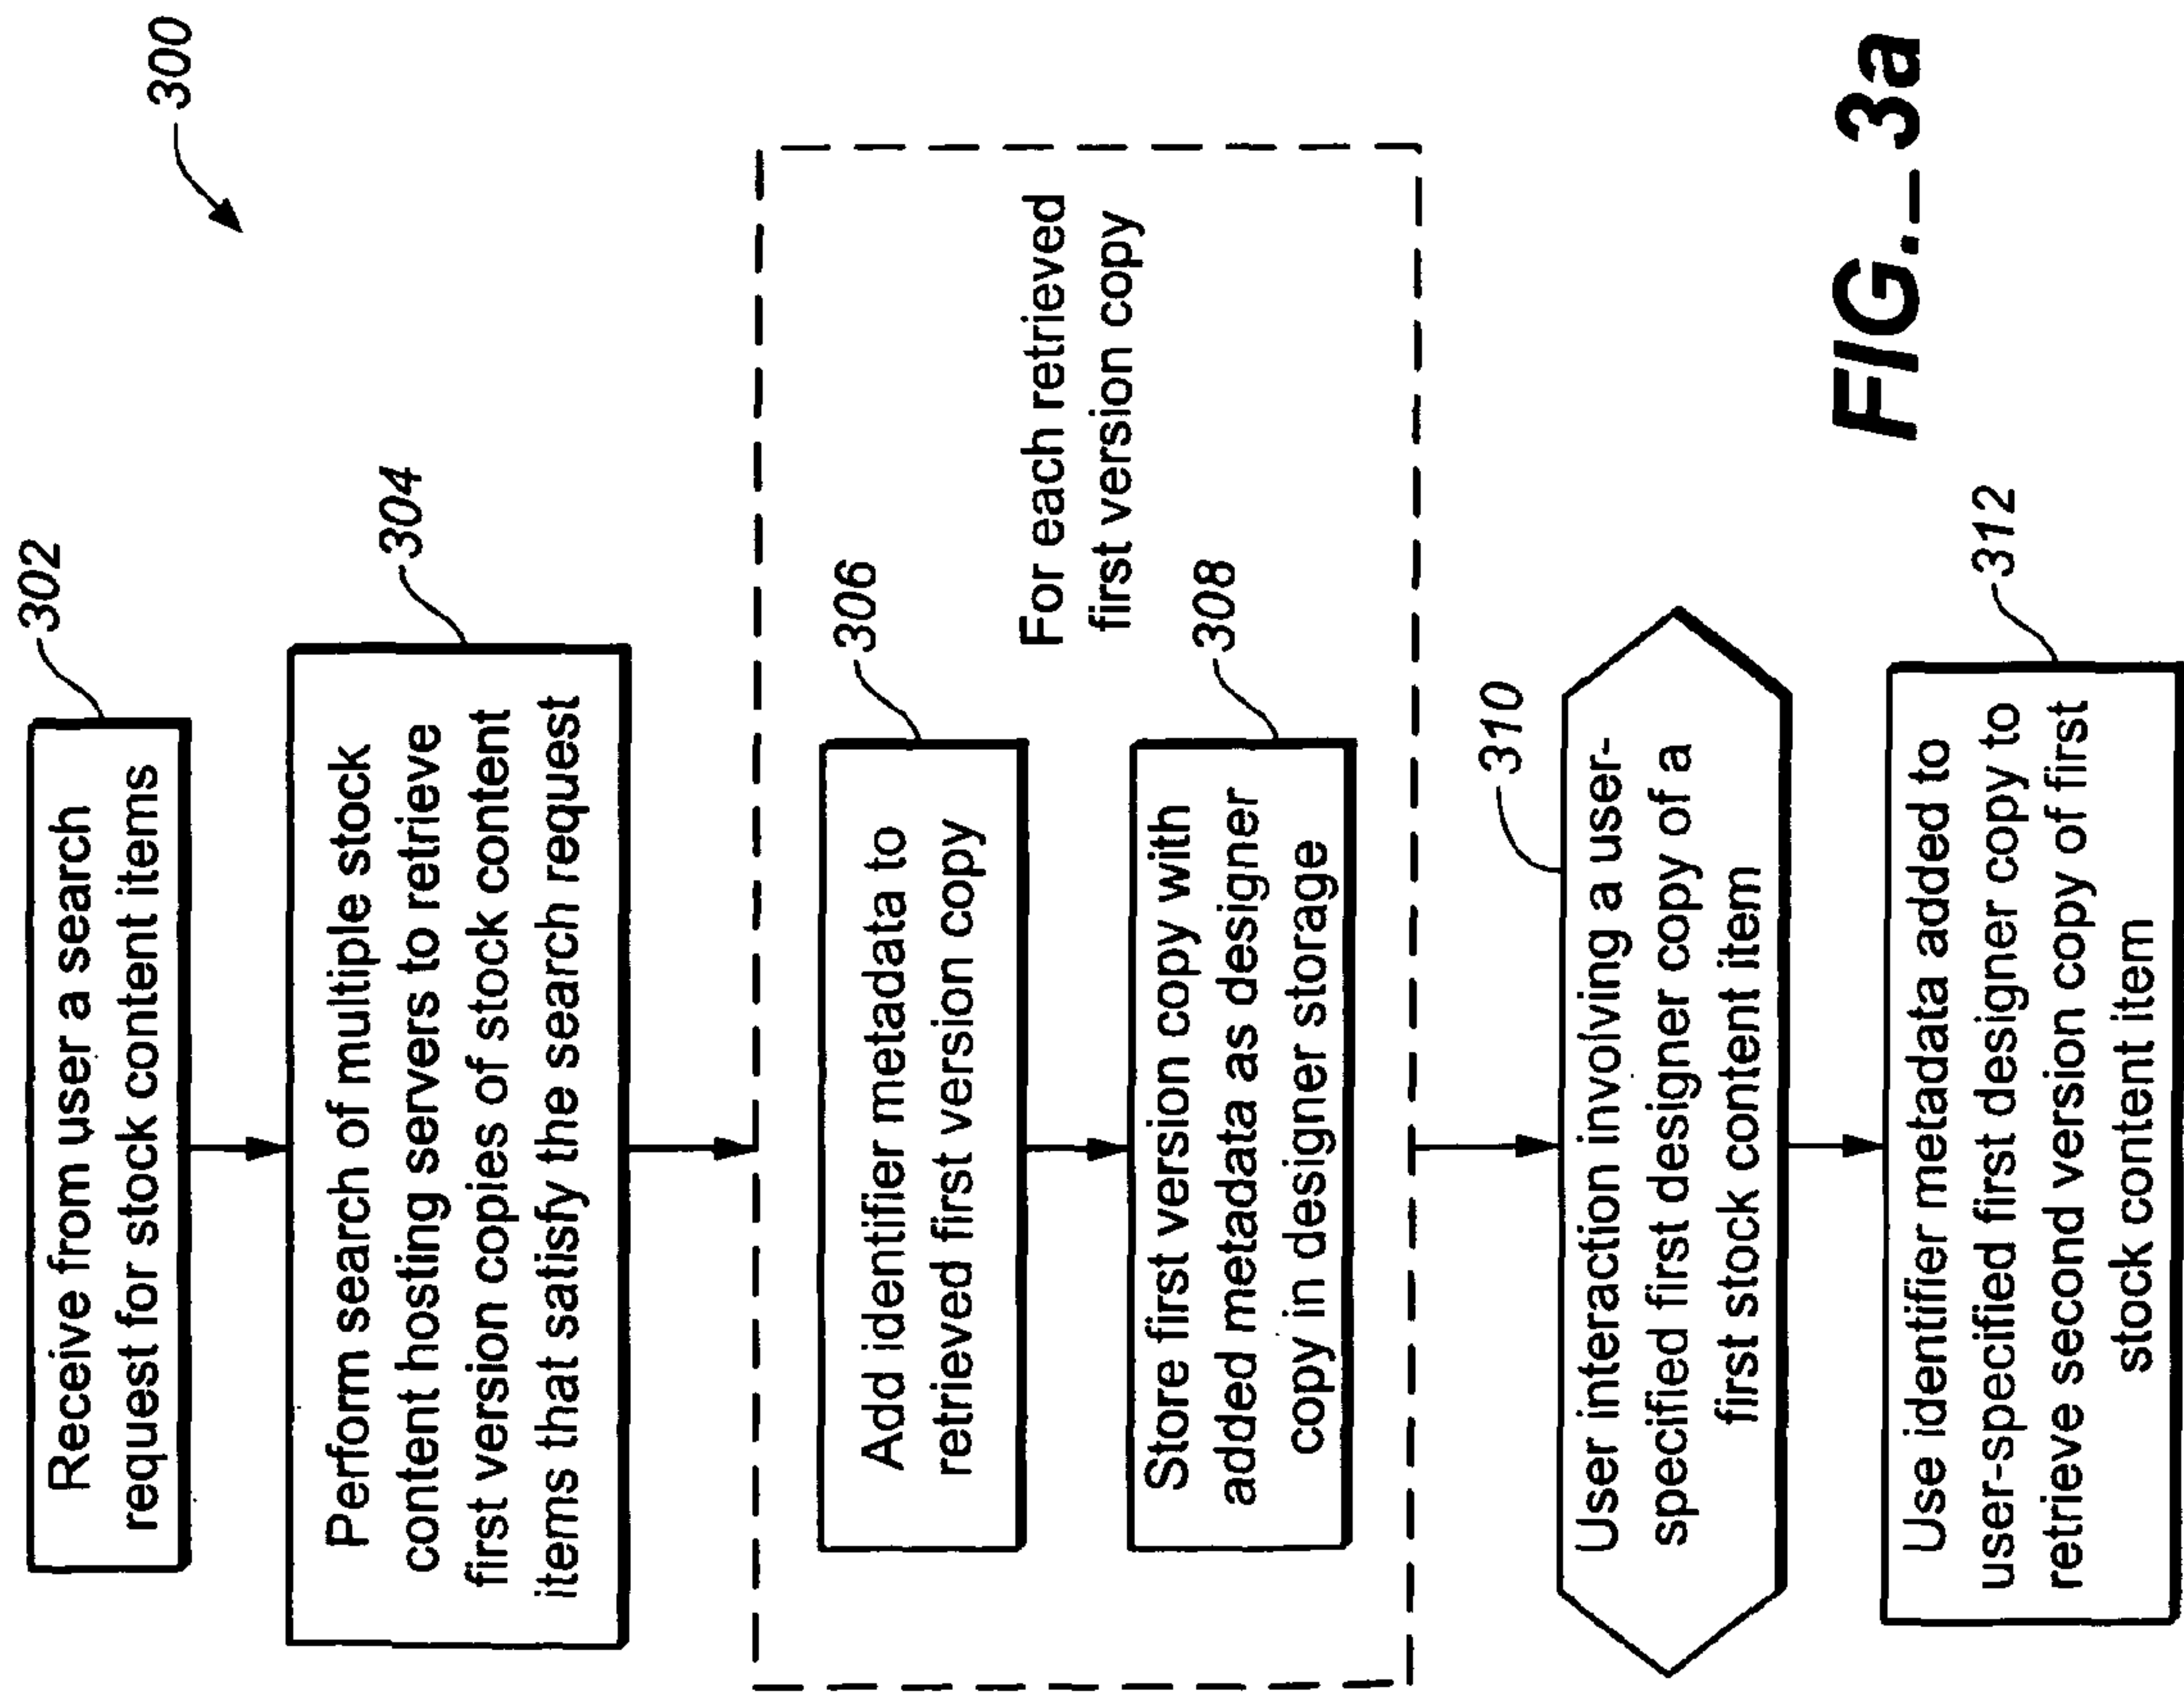 300
302
Receive from user a search
request for stock content items
304
Perform search of multiple stock
content hosting servers to retrieve
first version copies of stock content
items that satisfy the search request
For each retrieved
first version copy
306
Add identifier metadata to
retrieved first version copy
308
Store first version copy with
added metadata as designer
copy in designer storage
310
User interaction involving a user-
specified first designer copy of a
first stock content item
312
Use identifier metadata added to
user-specified first designer copy to
retrieve second version copy of first
stock content item
FIG._3a